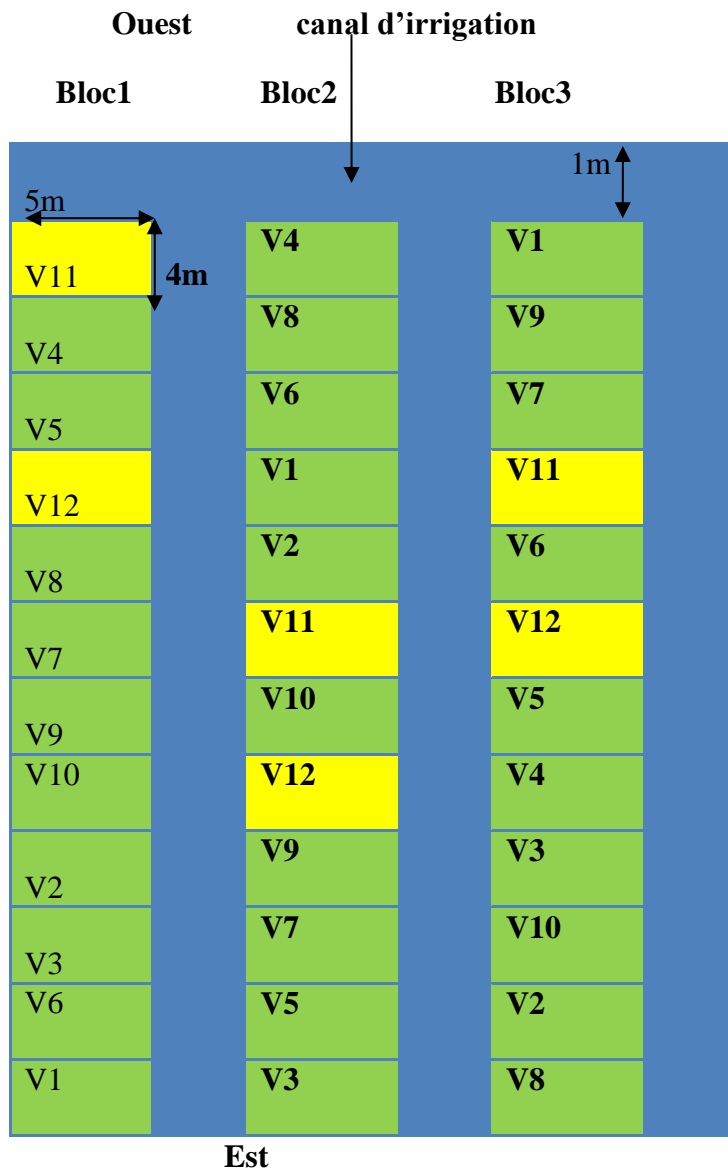 Ouest canal d’irrigation
Bloc1 Bloc2 Bloc3
1m
5m
V4 V1
V11 4m
V8 V9
V4
V6 V7
V5
V1 V11
V12
V2 V6
V8
V11 V12
V7
V10 V5
V9
V10 V12 V4
V9 V3
V2
V7 V10
V3
V6 V5 V2
V1 V3 V8
Est